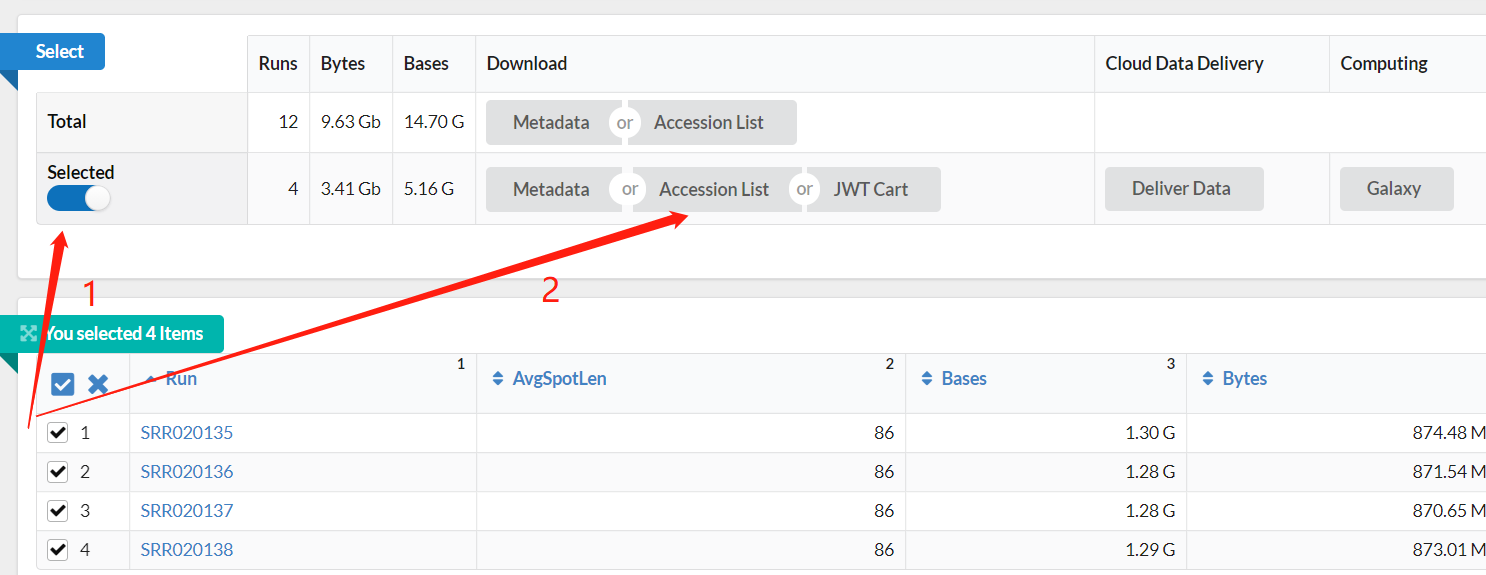 Select
Runs Bytes Bases Download Cloud Data Delivery Computing
Total 12 9.63 Gb 14.70 G Metadata or Accession List
Selected 4 3.41 Gb 5.16 G Metadata or Accession List or JWT Cart Deliver Data Galaxy
1
2
You selected 4 Items
Run 1 AvgSpotLen 2 Bases 3 Bytes
1 SRR020135 86 1.30 G 874.48 M
2 SRR020136 86 1.28 G 871.54 M
3 SRR020137 86 1.28 G 870.65 M
4 SRR020138 86 1.29 G 873.01 M